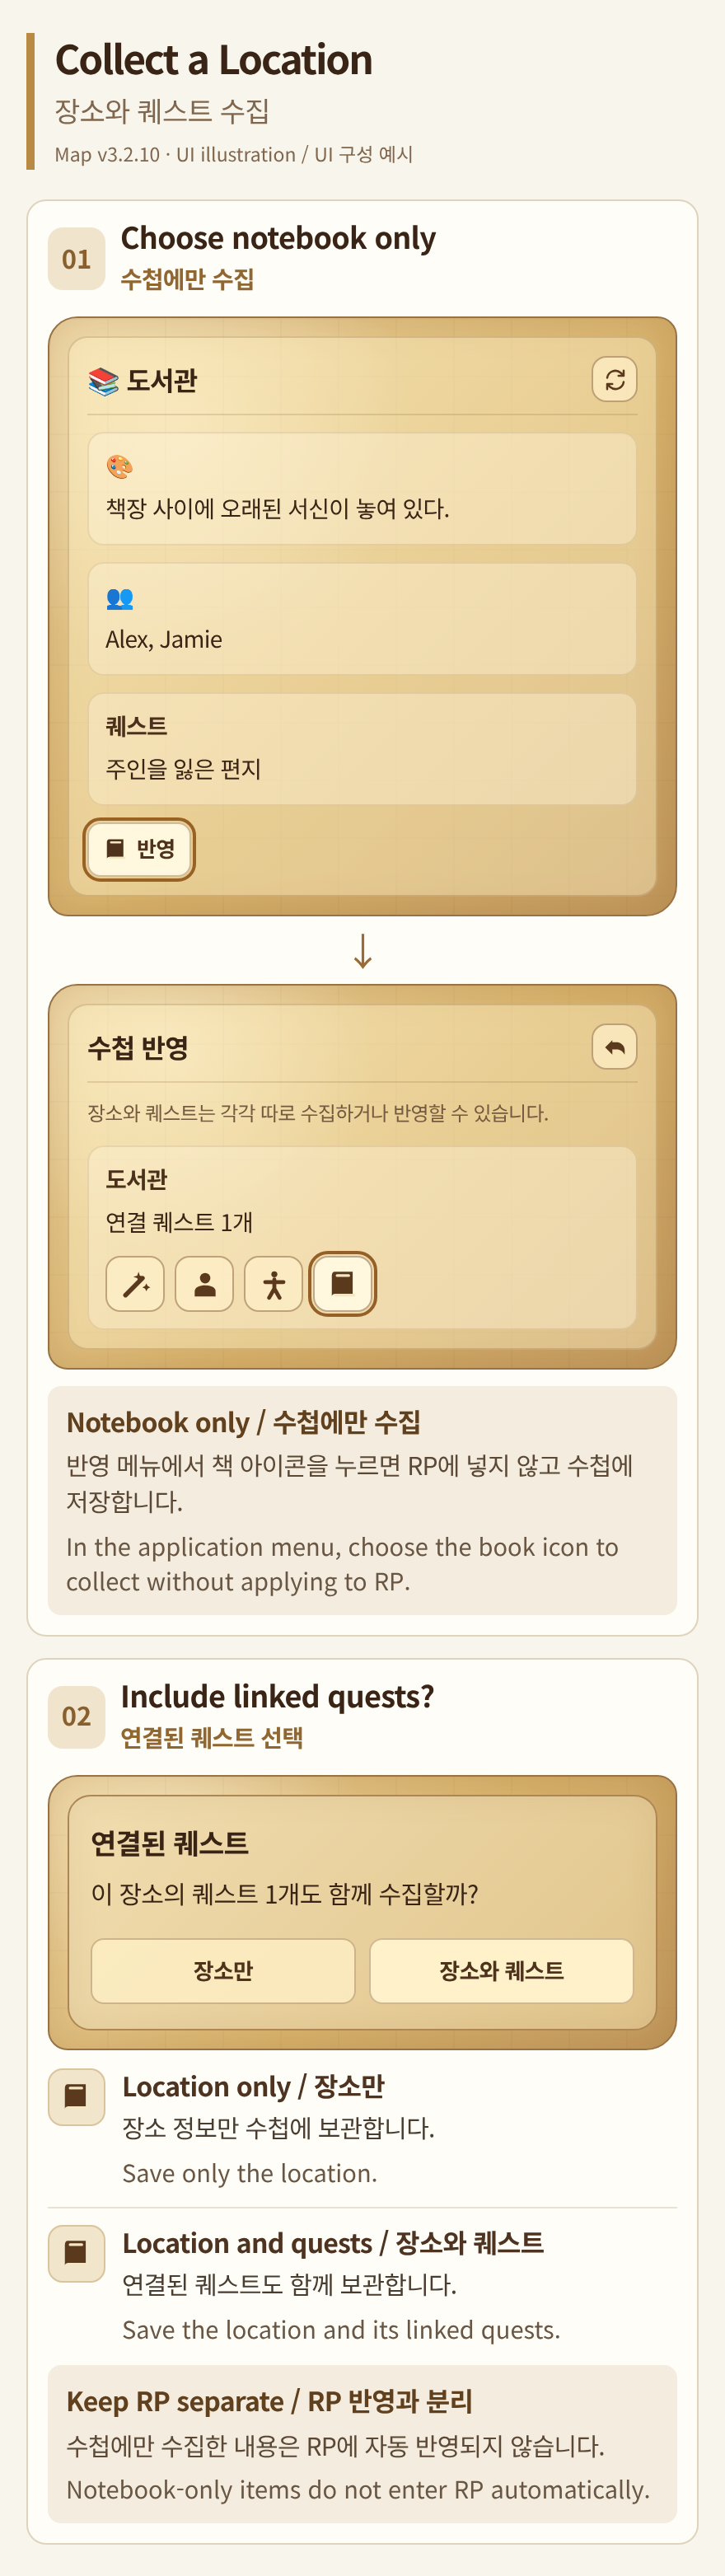 Collect a Location
장소와 퀘스트 수집
Map v3.2.10 · UI illustration / UI 구성 예시
01
Choose notebook only
수첩에만 수집
도서관
책장 사이에 오래된 서신이 놓여 있다.
Alex, Jamie
퀘스트
주인을 잃은 편지
반영
수첩 반영
장소와 퀘스트는 각각 따로 수집하거나 반영할 수 있습니다.
도서관
연결 퀘스트 1개
Notebook only / 수첩에만 수집
반영 메뉴에서 책 아이콘을 누르면 RP에 넣지 않고 수첩에
저장합니다.
In the application menu, choose the book icon to
collect without applying to RP.
02
Include linked quests?
연결된 퀘스트 선택
연결된 퀘스트
이 장소의 퀘스트 1개도 함께 수집할까?
장소만
장소와 퀘스트
Location only / 장소만
장소 정보만 수첩에 보관합니다.
Save only the location.
Location and quests / 장소와 퀘스트
연결된 퀘스트도 함께 보관합니다.
Save the location and its linked quests.
Keep RP separate / RP 반영과 분리
수첩에만 수집한 내용은 RP에 자동 반영되지 않습니다.
Notebook-only items do not enter RP automatically.